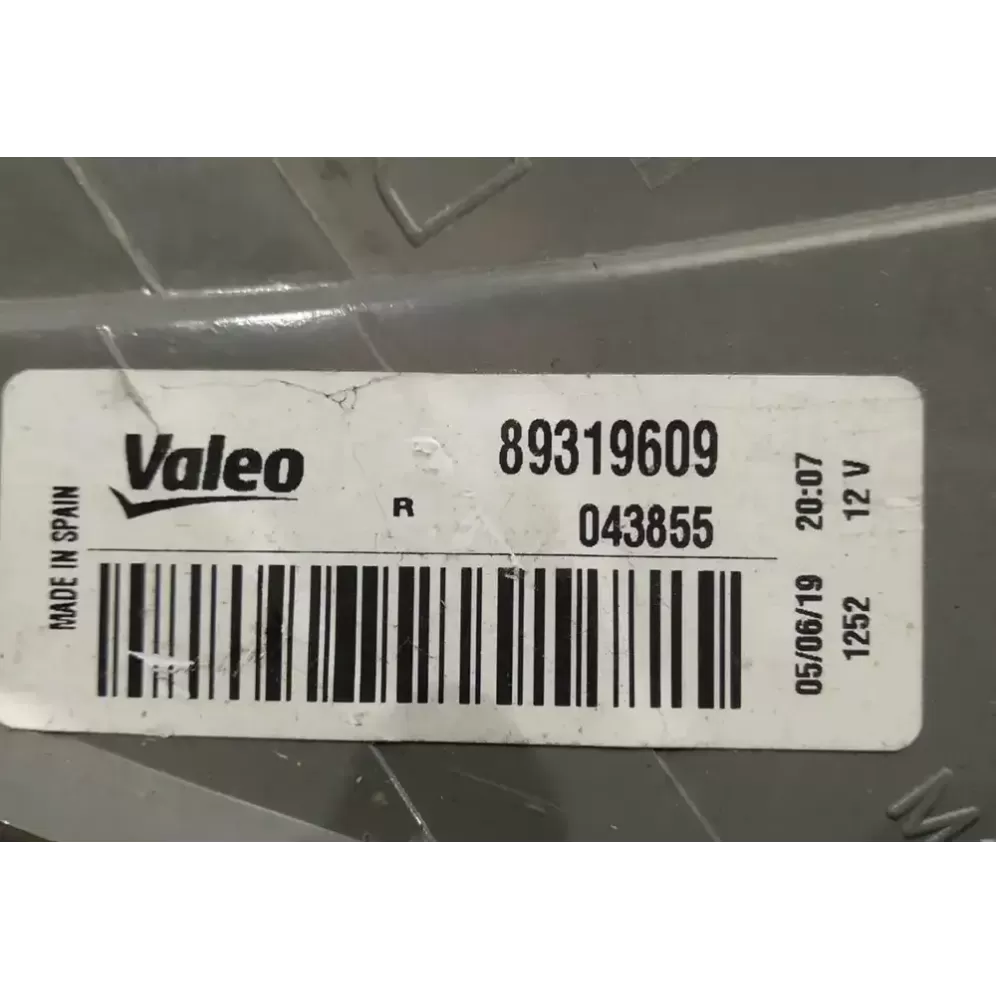 Valeo
R
89319609
043855
MADE IN SPAIN
05/06/19 20:07
1252 12 V
M